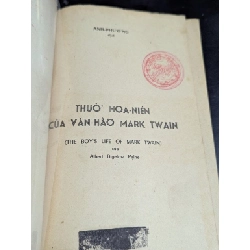 THUỞ HOA-NIÊN
CỦA VĂN HÀO MARK TWAIN
(THE BOY'S LIFE OF MARK TWAIN)
Albert Bigelow Paine